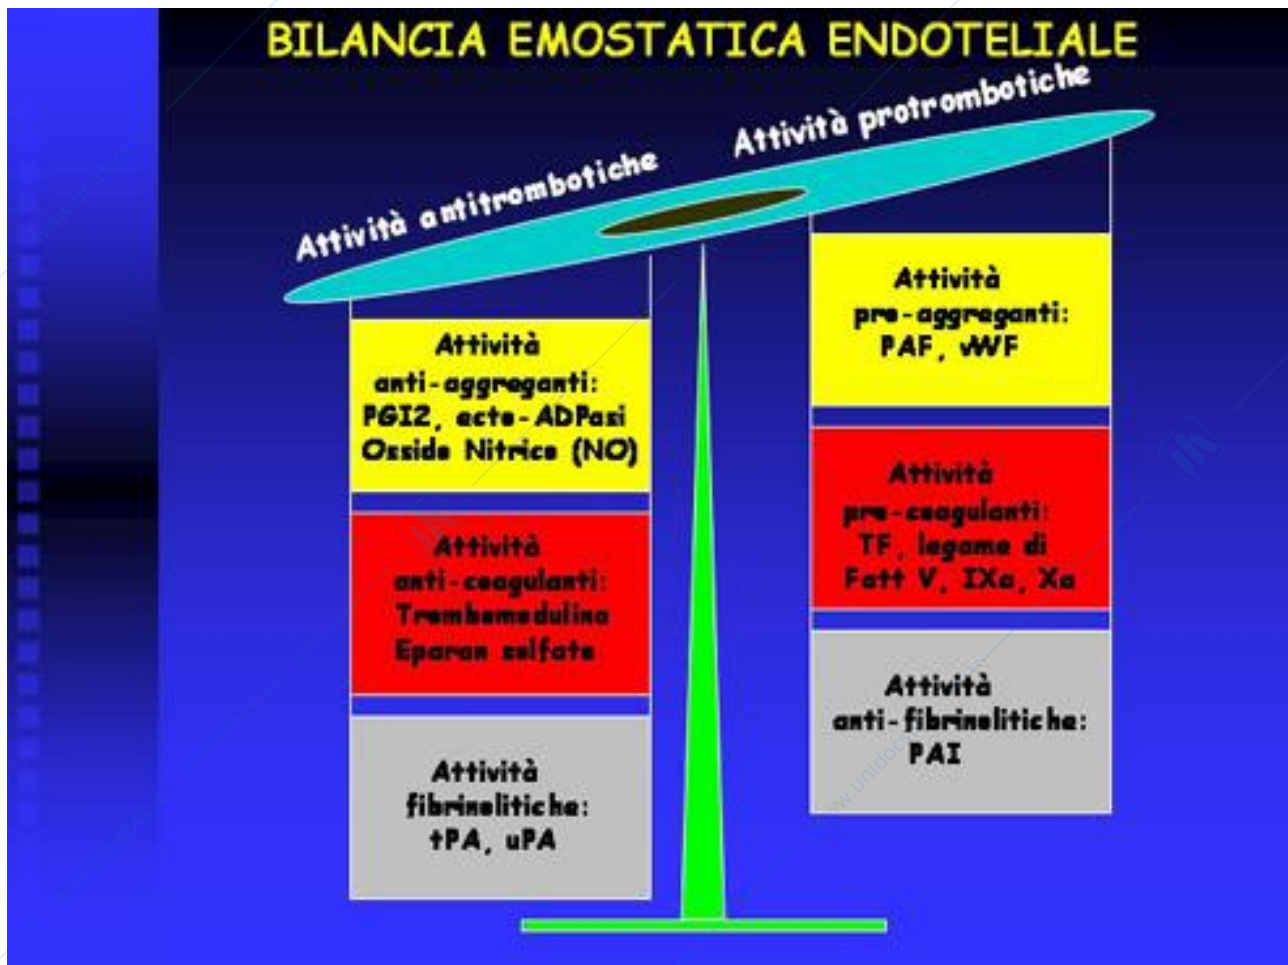 BILANCIA EMOSTATICA ENDOTELIALE
Attività antitrombotiche
Attività protrombotiche
Attività
anti-aggreganti:
PGI2, ecto-ADPasi
Ossido Nitrico (NO)
Attività
anti-coagulanti:
Trombomodulina
Eparan solfato
Attività
fibrinolitiche:
tPA, uPA
Attività
pro-aggreganti:
PAF, vWF
Attività
pro-coagulanti:
TF, legame di
Fatt V, IXa, Xa
Attività
anti-fibrinolitiche:
PAI